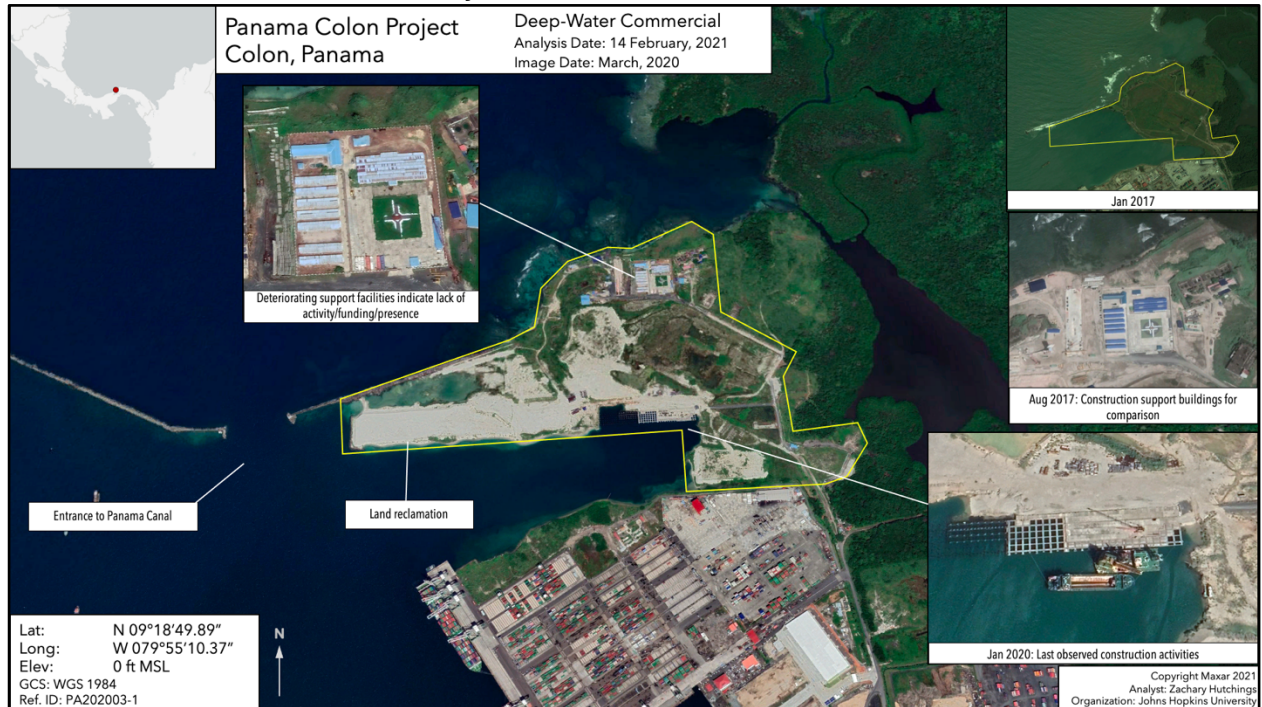 Panama Colon Project
Colon, Panama
Deep-Water Commercial
Analysis Date: 14 February, 2021
Image Date: March, 2020
Jan 2017
Deteriorating support facilities indicate lack of
activity/funding/presence
Aug 2017: Construction support buildings for
comparison
Entrance to Panama Canal
Land reclamation
Jan 2020: Last observed construction activities
Lat: N 09°18'49.89"
Long: W 079°55'10.37"
Elev: 0 ft MSL
GCS: WGS 1984
Ref. ID: PA202003-1
N
Copyright Maxar 2021
Analyst: Zachary Hutchings
Organization: Johns Hopkins University